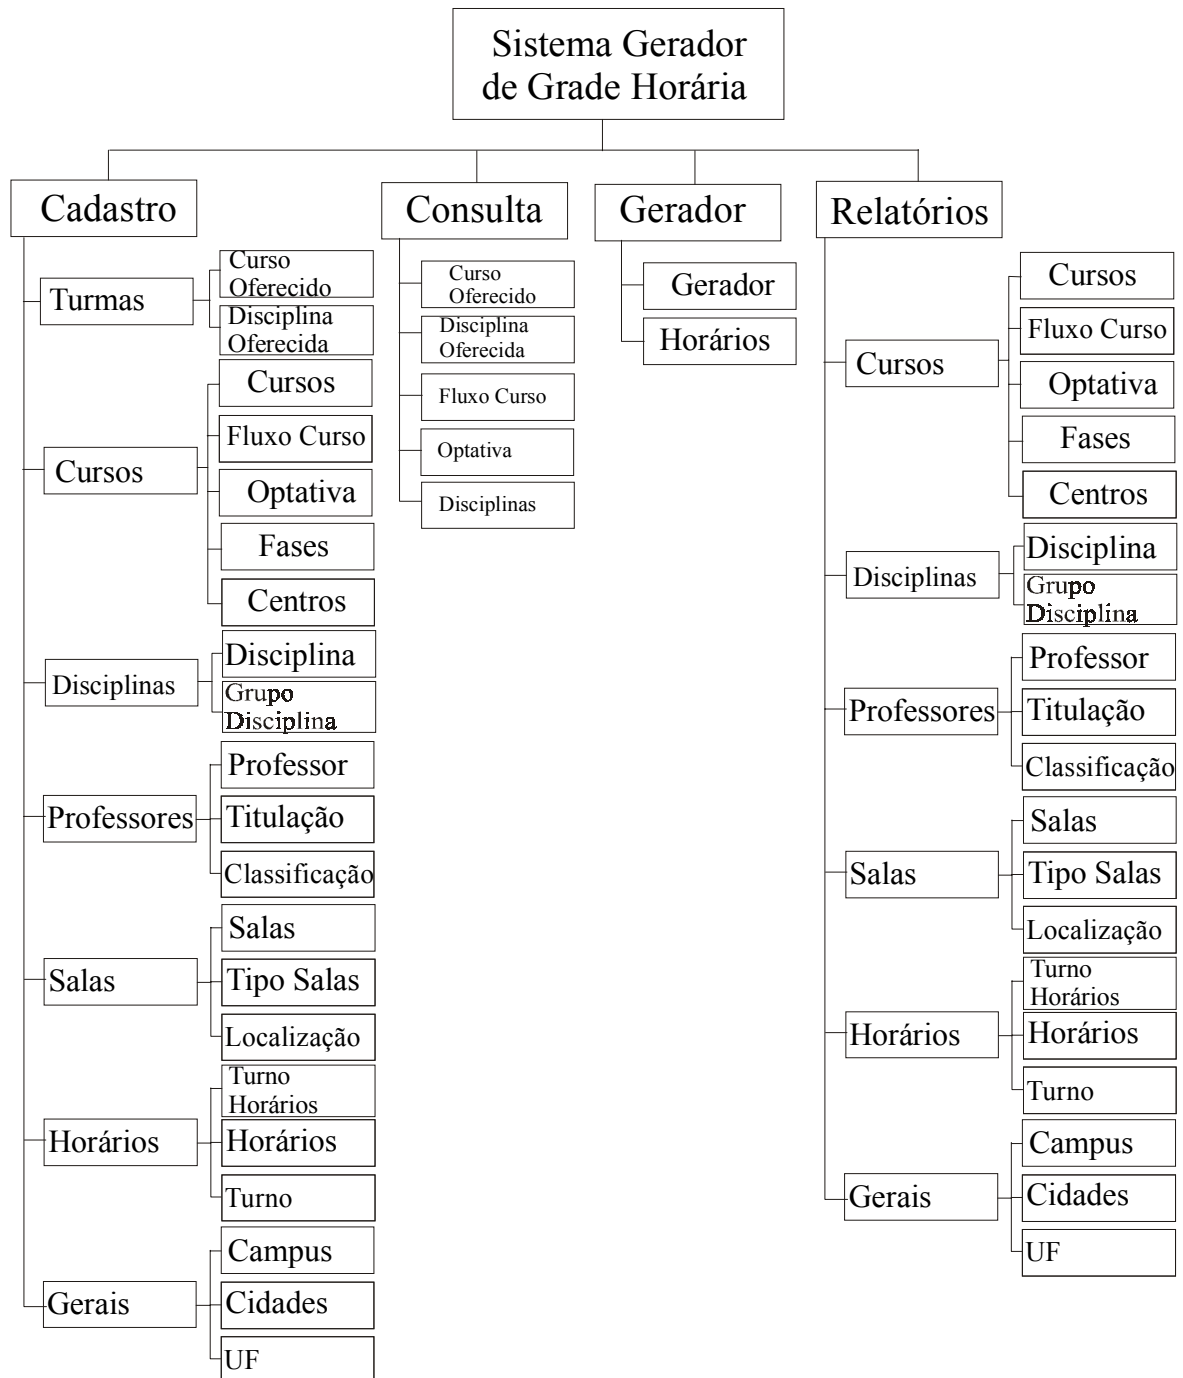 Sistema Gerador
de Grade Horária
Cadastro
Turmas
Curso
Oferecido
Disciplina
Oferecida
Cursos
Cursos
Fluxo Curso
Optativa
Fases
Centros
Disciplinas
Disciplina
Grupo
Disciplina
Professores
Professor
Titulação
Classificação
Salas
Salas
Tipo Salas
Localização
Horários
Turno
Horários
Horários
Turno
Gerais
Campus
Cidades
UF
Consulta
Curso
Oferecido
Disciplina
Oferecida
Fluxo Curso
Optativa
Disciplinas
Gerador
Gerador
Horários
Relatórios
Cursos
Cursos
Fluxo Curso
Optativa
Fases
Centros
Disciplinas
Disciplina
Grupo
Disciplina
Professores
Professor
Titulação
Classificação
Salas
Salas
Tipo Salas
Localização
Horários
Turno
Horários
Horários
Turno
Gerais
Campus
Cidades
UF